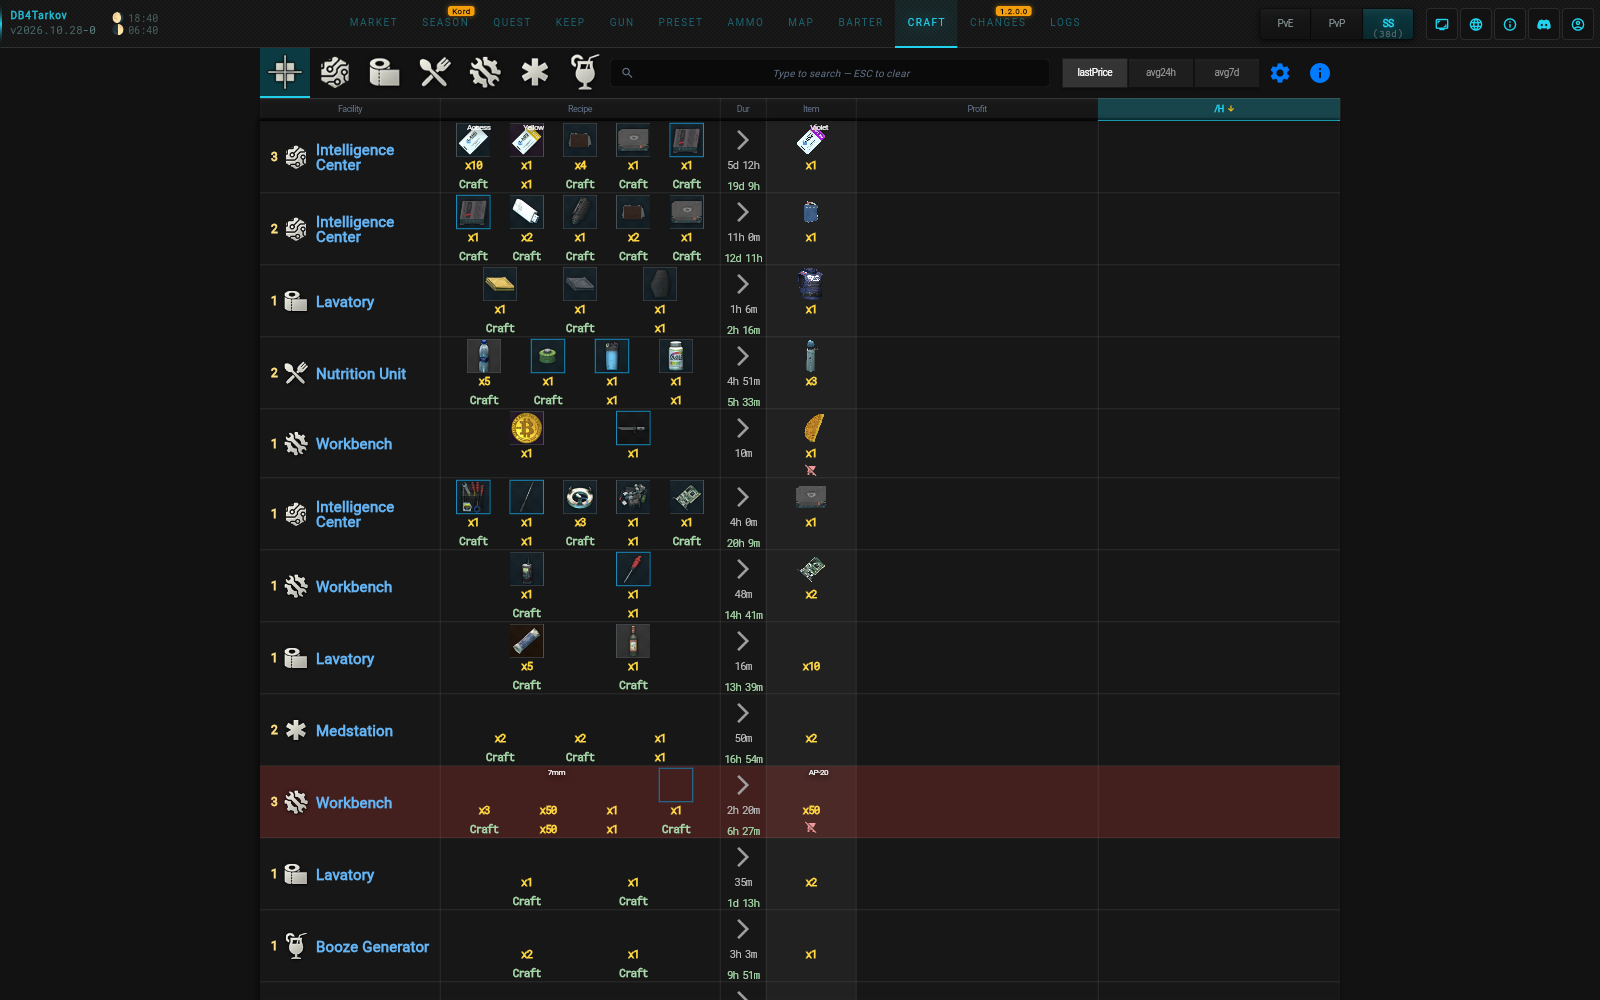 DB4Tarkov
v2026.10.28-0
18:40
06:40
MARKET
SEASON
Kord
QUEST
KEEP
GUN
PRESET
AMMO
MAP
BARTER
CRAFT
CHANGES
1.2.0.0
LOGS
PvE
PvP
SS
(38d)
Type to search — ESC to clear
lastPrice
avg24h
avg7d
Facility
Recipe
Dur
Item
Profit
/H
3
Intelligence Center
Access
Yellow
Violet
x10 x1 x4 x1 x1
5d 12h
x1
Craft x1 Craft Craft Craft
19d 9h
2
Intelligence Center
x1 x2 x1 x2 x1
11h 0m
x1
Craft Craft Craft Craft Craft
12d 11h
1
Lavatory
x1 x1 x1
1h 6m
x1
Craft Craft x1
2h 16m
2
Nutrition Unit
x5 x1 x1 x1
4h 51m
x3
Craft Craft x1 x1
5h 33m
1
Workbench
x1 x1
10m
x1
1
Intelligence Center
x1 x1 x3 x1 x1
4h 0m
x1
Craft x1 Craft x1 Craft
20h 9m
1
Workbench
x1 x1
48m
x2
Craft x1
14h 41m
1
Lavatory
x5 x1
16m
x10
Craft Craft
13h 39m
2
Medstation
x2 x2 x1
50m
x2
Craft Craft x1
16h 54m
3
Workbench
7mm
AP-20
x3 x50 x1 x1
2h 20m
x50
Craft x50 x1 Craft
6h 27m
1
Lavatory
x1 x1
35m
x2
Craft Craft
1d 13h
1
Booze Generator
x2 x1
3h 3m
x1
Craft Craft
9h 51m